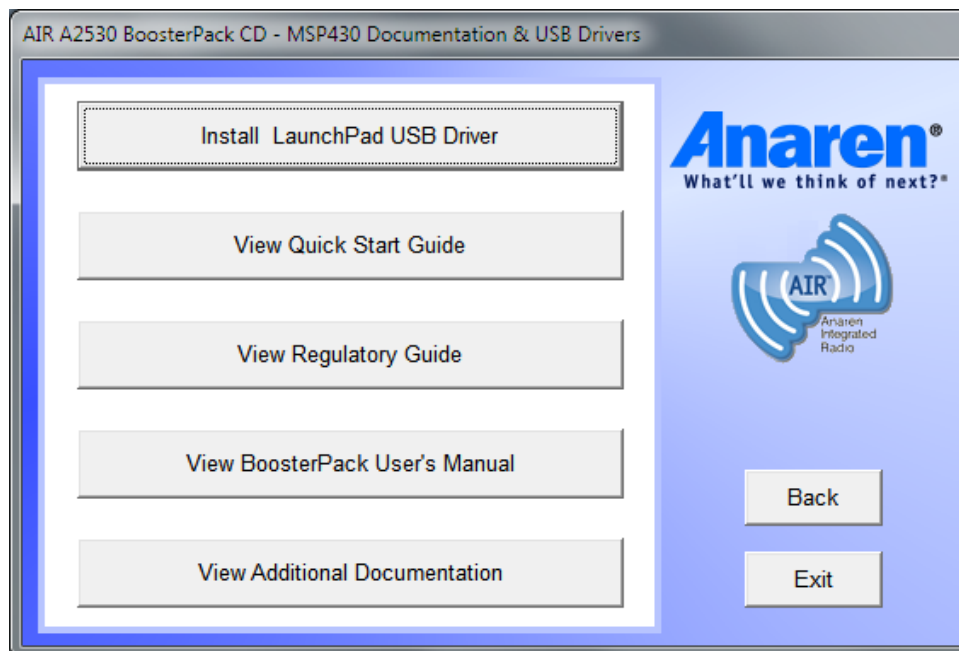 AIR A2530 BoosterPack CD - MSP430 Documentation & USB Drivers
Install  LaunchPad USB Driver
View Quick Start Guide
View Regulatory Guide
View BoosterPack User's Manual
View Additional Documentation
Anaren®
What'll we think of next?®
AIR™
Anaren
Integrated
Radio
Back
Exit